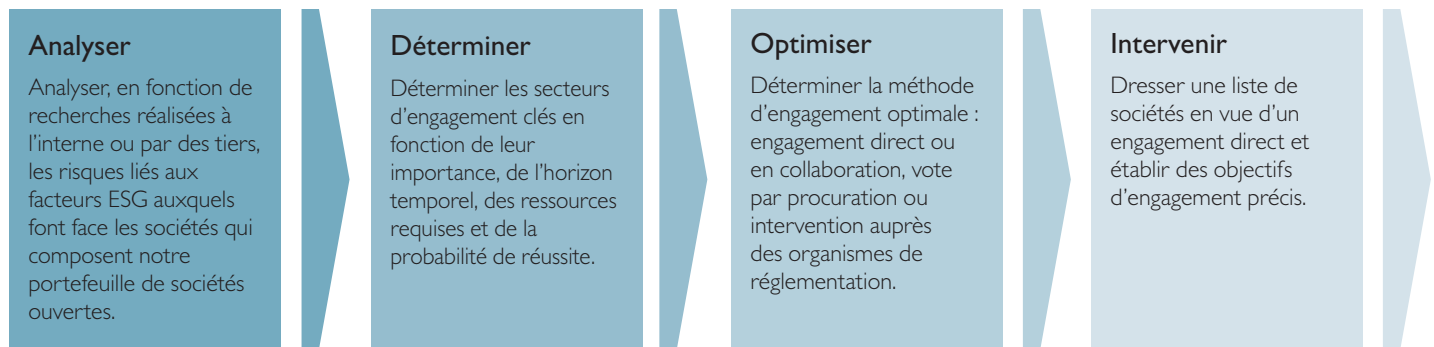 Analyser
Analyser, en fonction de
recherches réalisées à
l'interne ou par des tiers,
les risques liés aux
facteurs ESG auxquels
font face les sociétés qui
composent notre
portefeuille de sociétés
ouvertes.
Déterminer
Déterminer les secteurs
d'engagement clés en
fonction de leur
importance, de l'horizon
temporel, des ressources
requises et de la
probabilité de réussite.
Optimiser
Déterminer la méthode
d'engagement optimale :
engagement direct ou
en collaboration, vote
par procuration ou
intervention auprès
des organismes de
réglementation.
Intervenir
Dresser une liste de
sociétés en vue d'un
engagement direct et
établir des objectifs
d'engagement précis.